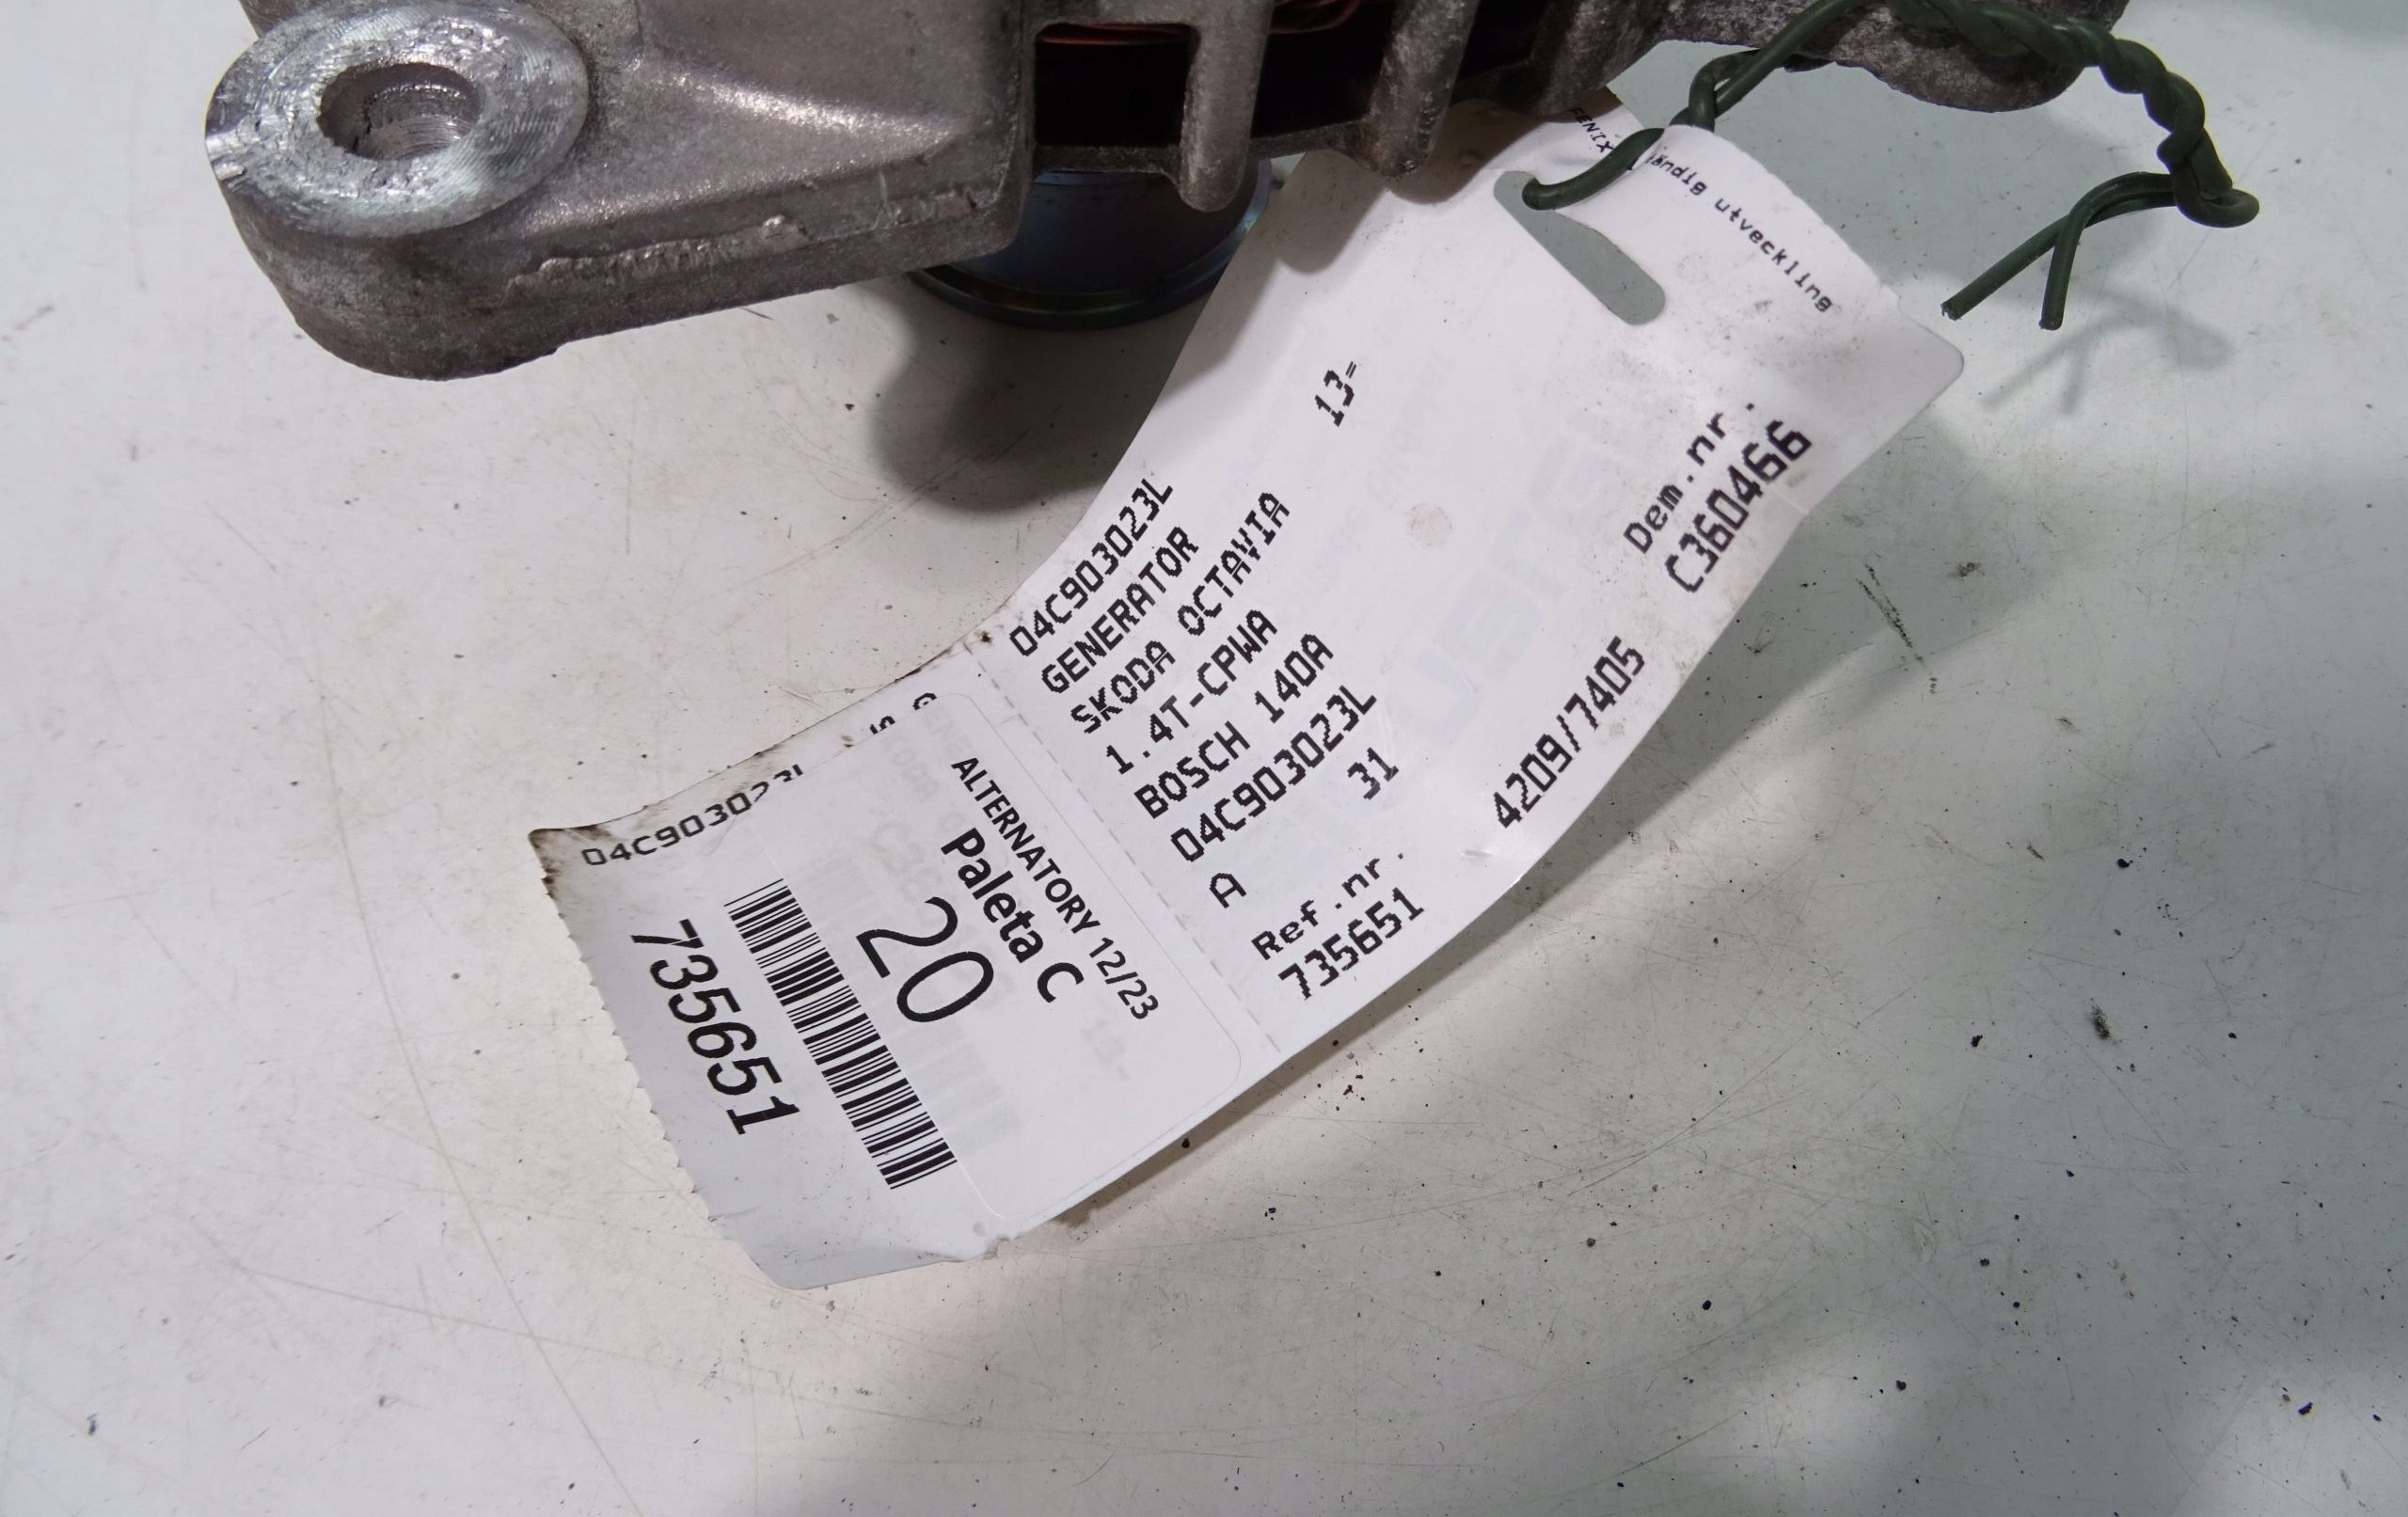 FENIX
ändig utveckling
04C903023L
GENERATOR
SKODA OCTAVIA 13-
1.4T-CPWA
BOSCH 140A
04C903023L
A 31
Ref.nr.
735651
4209/7405
Dem.nr.
C360466
ALTERNATORY 12/23
Paleta C
20
04C903023L
735651